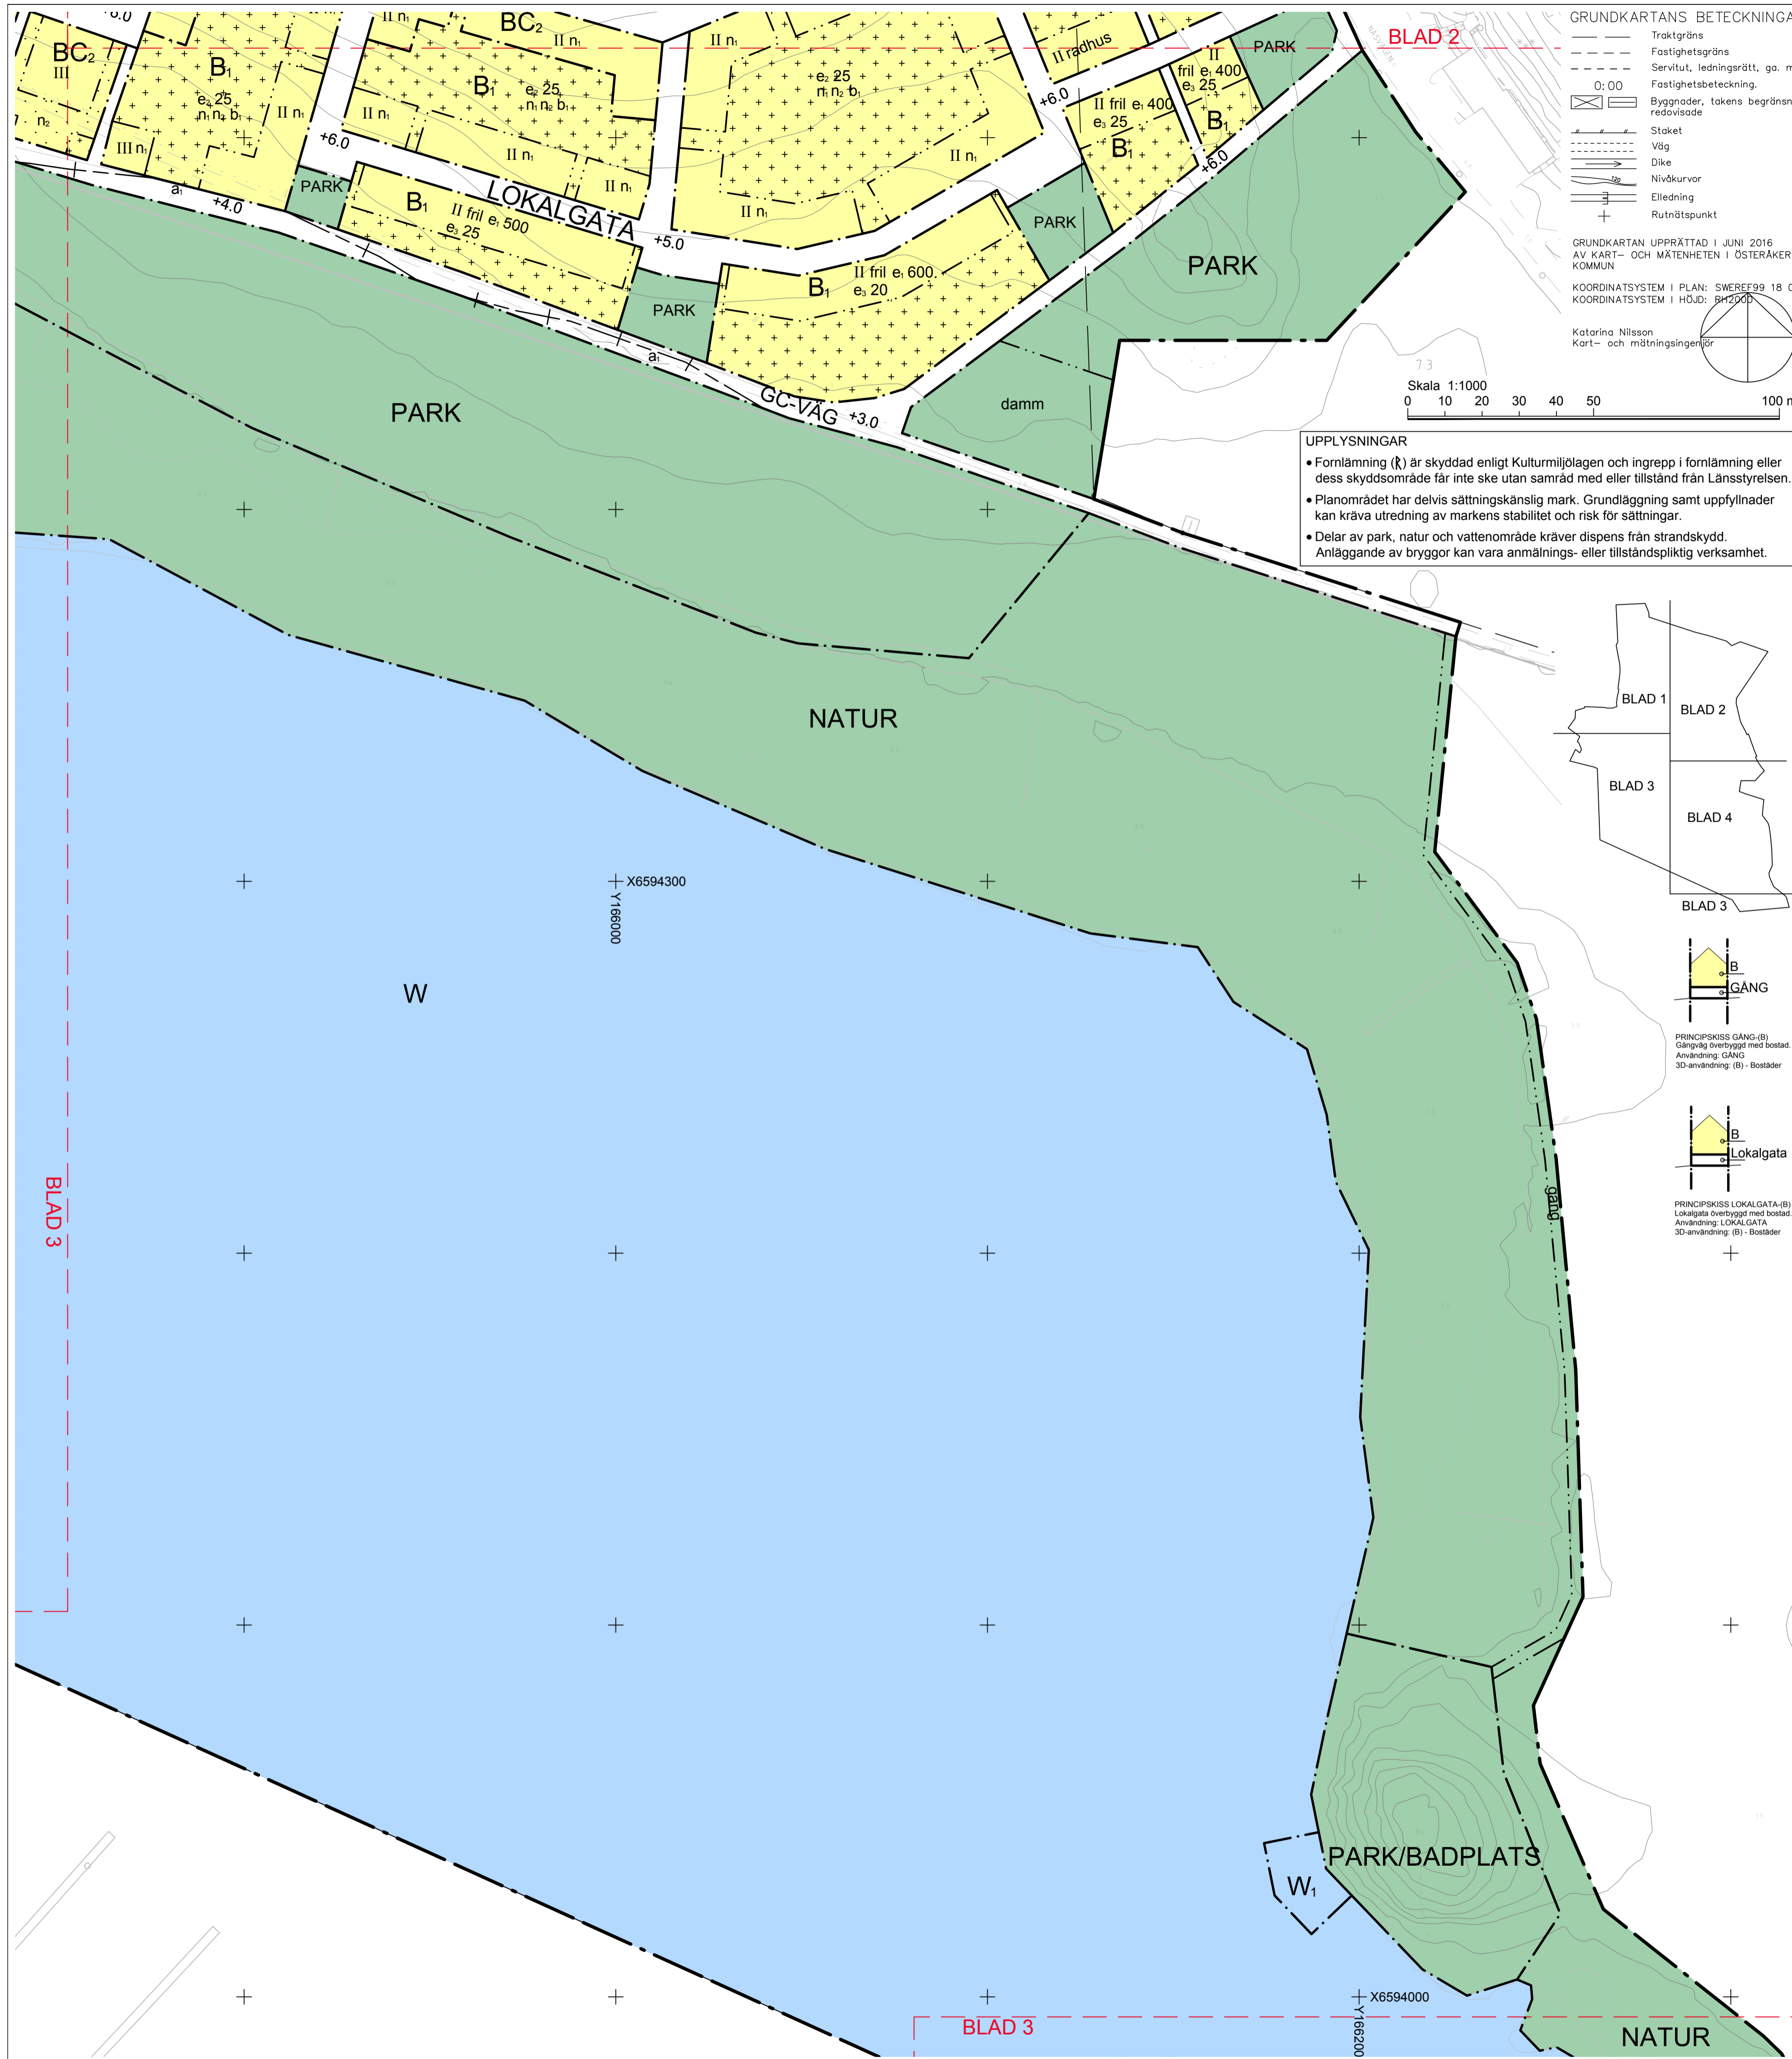 +6.0
II n₁
BC₂
II n₁
II n₁
II radhus
PARK
BLAD 2
NÄSVÄGEN
BC₂
III
n₂
B₁
e₂ 25
n₁ n₂ b₁
II n₁
III n₁
B₁
e₂ 25
n₁ n₂ b₁
II n₁
II n₁
II n₁
e₂ 25
n₁ n₂ b₁
II n₁
II n₁
+6.0
II
fril e₁ 400
e₃ 25
B₁
II fril e₁ 400
e₃ 25
B₁
+6.0
+6.0
a₁
+4.0
PARK
B₁
II fril e₁ 500
e₃ 25
LOKALGATA
+5.0
PARK
B₁
II fril e₁ 600
e₃ 20
PARK
PARK
a₁
GC-VÄG
+3.0
damm
PARK
NATUR
X6594300
Y166000
W
BLAD 3
gång
PARK/BADPLATS
W₁
X6594000
Y166200
BLAD 3
NATUR
GRUNDKARTANS BETECKNINGA
Traktgräns
Fastighetsgräns
Servitut, ledningsrätt, ga. m
0:00 Fastighetsbeteckning.
Byggnader, takens begränsn
redovisade
Staket
Väg
Dike
120 Nivåkurvor
Elledning
Rutnätspunkt
GRUNDKARTAN UPPRÄTTAD I JUNI 2016
AV KART- OCH MÄTENHETEN I ÖSTERÅKER
KOMMUN
KOORDINATSYSTEM I PLAN: SWEREF99 18 0
KOORDINATSYSTEM I HÖJD: RH2000
Katarina Nilsson
Kart- och mätningsingenjör
73
Skala 1:1000
0 10 20 30 40 50 100 m
UPPLYSNINGAR
• Fornlämning (R) är skyddad enligt Kulturmiljölagen och ingrepp i fornlämning eller
dess skyddsområde får inte ske utan samråd med eller tillstånd från Länsstyrelsen.
• Planområdet har delvis sättningskänslig mark. Grundläggning samt uppfyllnader
kan kräva utredning av markens stabilitet och risk för sättningar.
• Delar av park, natur och vattenområde kräver dispens från strandskydd.
Anläggande av bryggor kan vara anmälnings- eller tillståndspliktig verksamhet.
BLAD 1
BLAD 2
BLAD 3
BLAD 4
BLAD 3
B
GÅNG
PRINCIPSKISS GÅNG-(B)
Gångväg överbyggd med bostad.
Användning: GÅNG
3D-användning: (B) - Bostäder
B
Lokalgata
PRINCIPSKISS LOKALGATA-(B)
Lokalgata överbyggd med bostad.
Användning: LOKALGATA
3D-användning: (B) - Bostäder